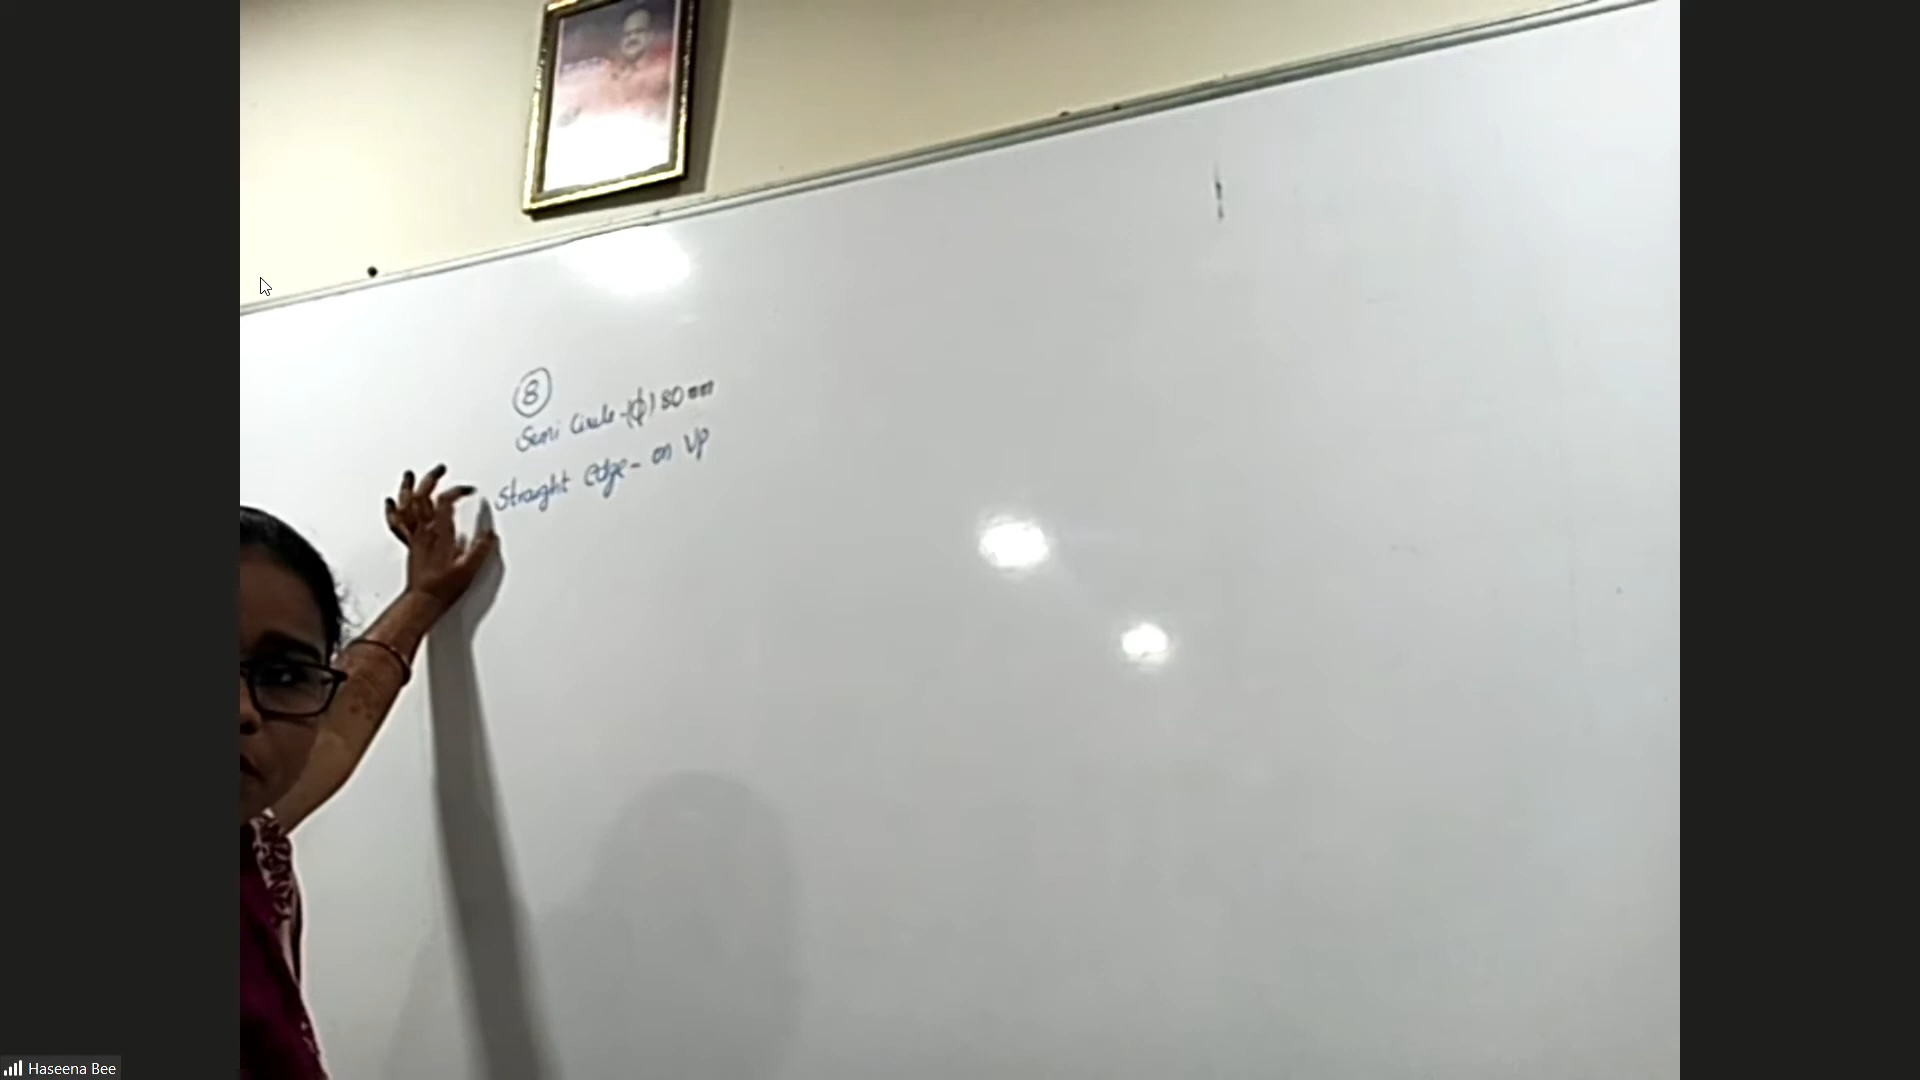 8
Semi Circle - (ϕ) 80 mm
Straight edge - on VP
Haseena Bee